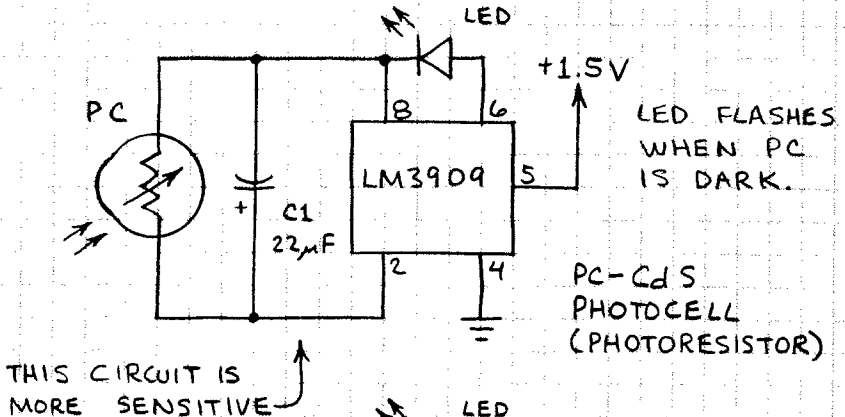 LED
+1.5V
PC
8
6
LED FLASHES
WHEN PC
IS DARK.
LM3909
5
+
C1
22µF
2
4
PC-CdS
PHOTOCELL
(PHOTORESISTOR)
THIS CIRCUIT IS
MORE SENSITIVE
LED